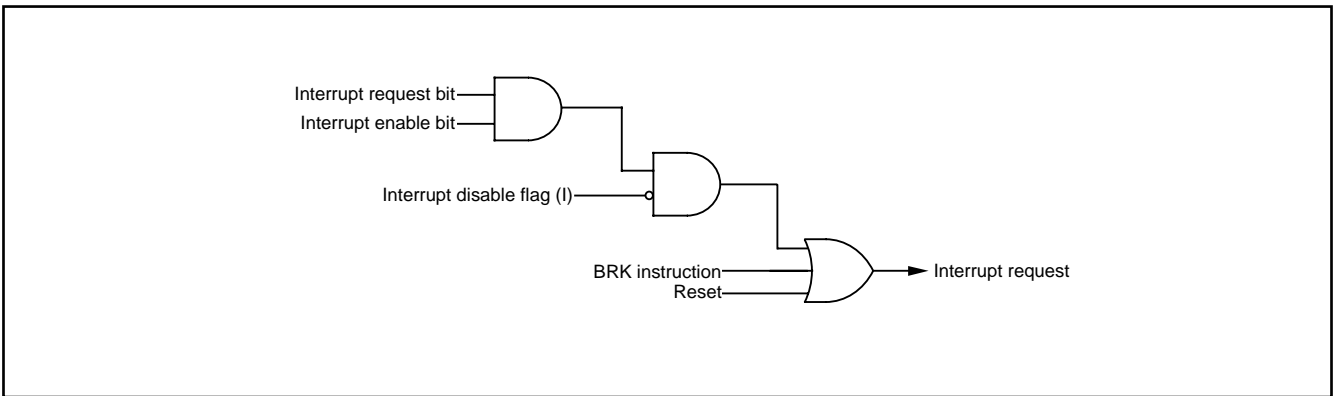 Interrupt request bit
Interrupt enable bit
Interrupt disable flag (I)
BRK instruction
Reset
Interrupt request